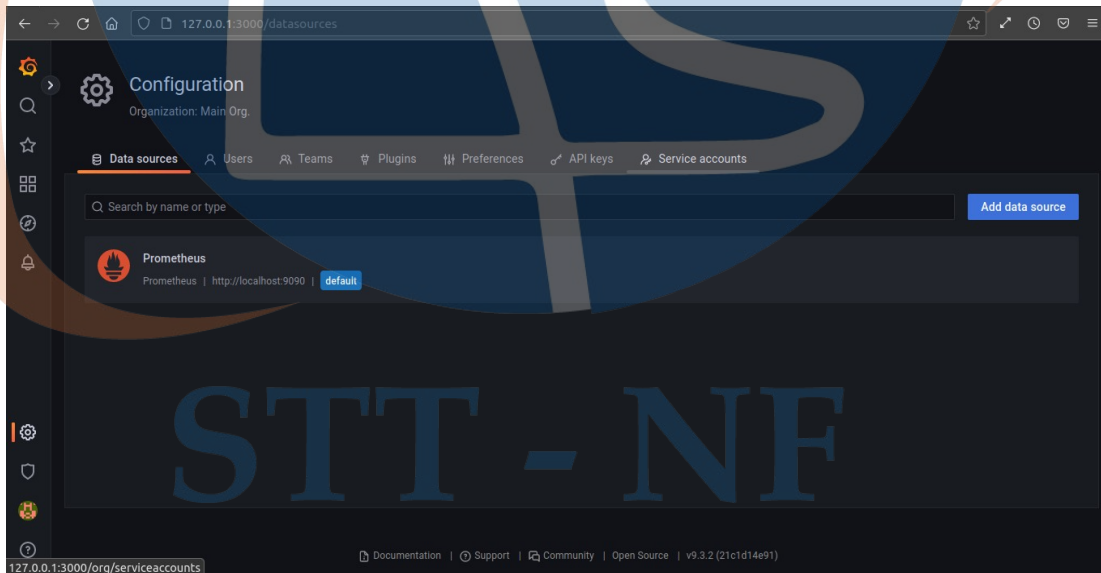 127.0.0.1:3000/datasources
Configuration
Organization: Main Org.
Data sources Users Teams Plugins Preferences API keys Service accounts
Search by name or type Add data source
Prometheus
Prometheus | http://localhost:9090 | default
STT - NF
Documentation | Support | Community | Open Source | v9.3.2 (21c1d14e91)
127.0.0.1:3000/org/serviceaccounts